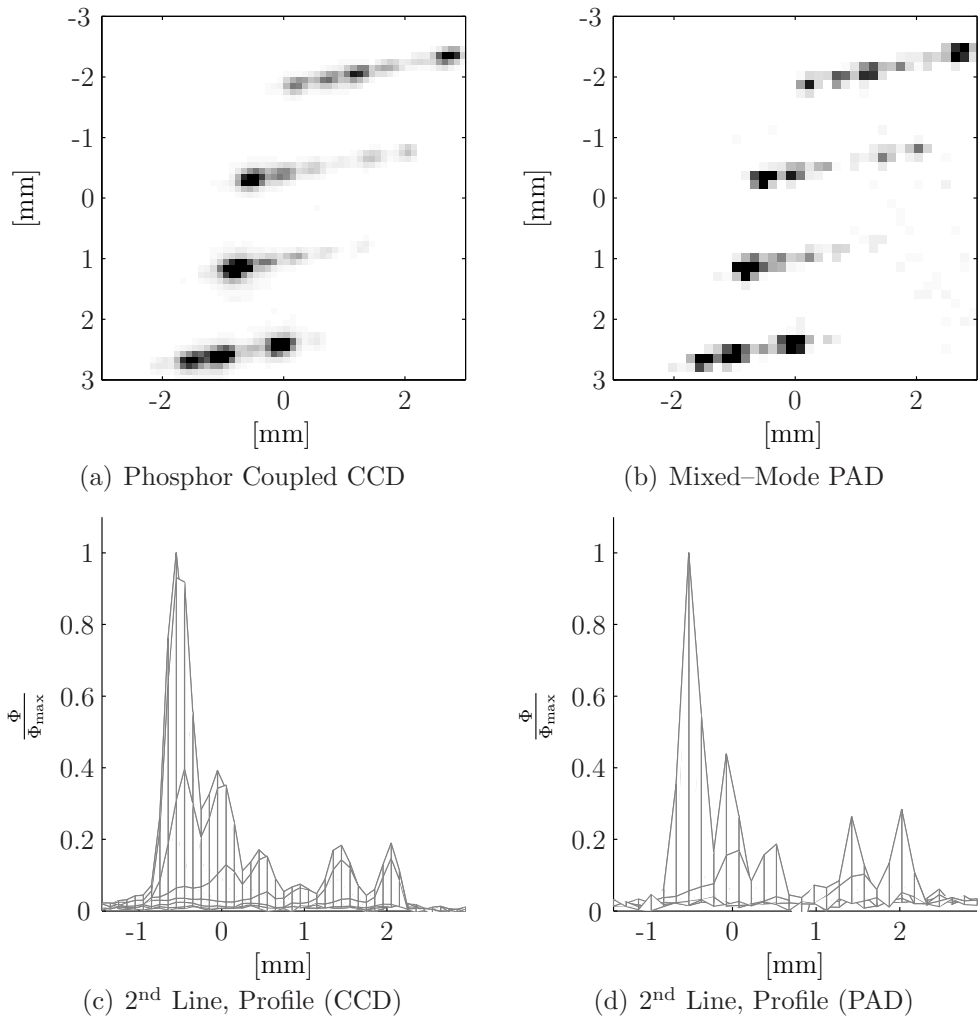 -3
-2
-1
0
1
2
3
[mm]
-2
0
2
[mm]
(a) Phosphor Coupled CCD
-3
-2
-1
0
1
2
3
[mm]
-2
0
2
[mm]
(b) Mixed–Mode PAD
1
0.8
0.6
0.4
0.2
0
Φ
Φmax
-1
0
1
2
[mm]
(c) 2nd Line, Profile (CCD)
1
0.8
0.6
0.4
0.2
0
Φ
Φmax
-1
0
1
2
[mm]
(d) 2nd Line, Profile (PAD)